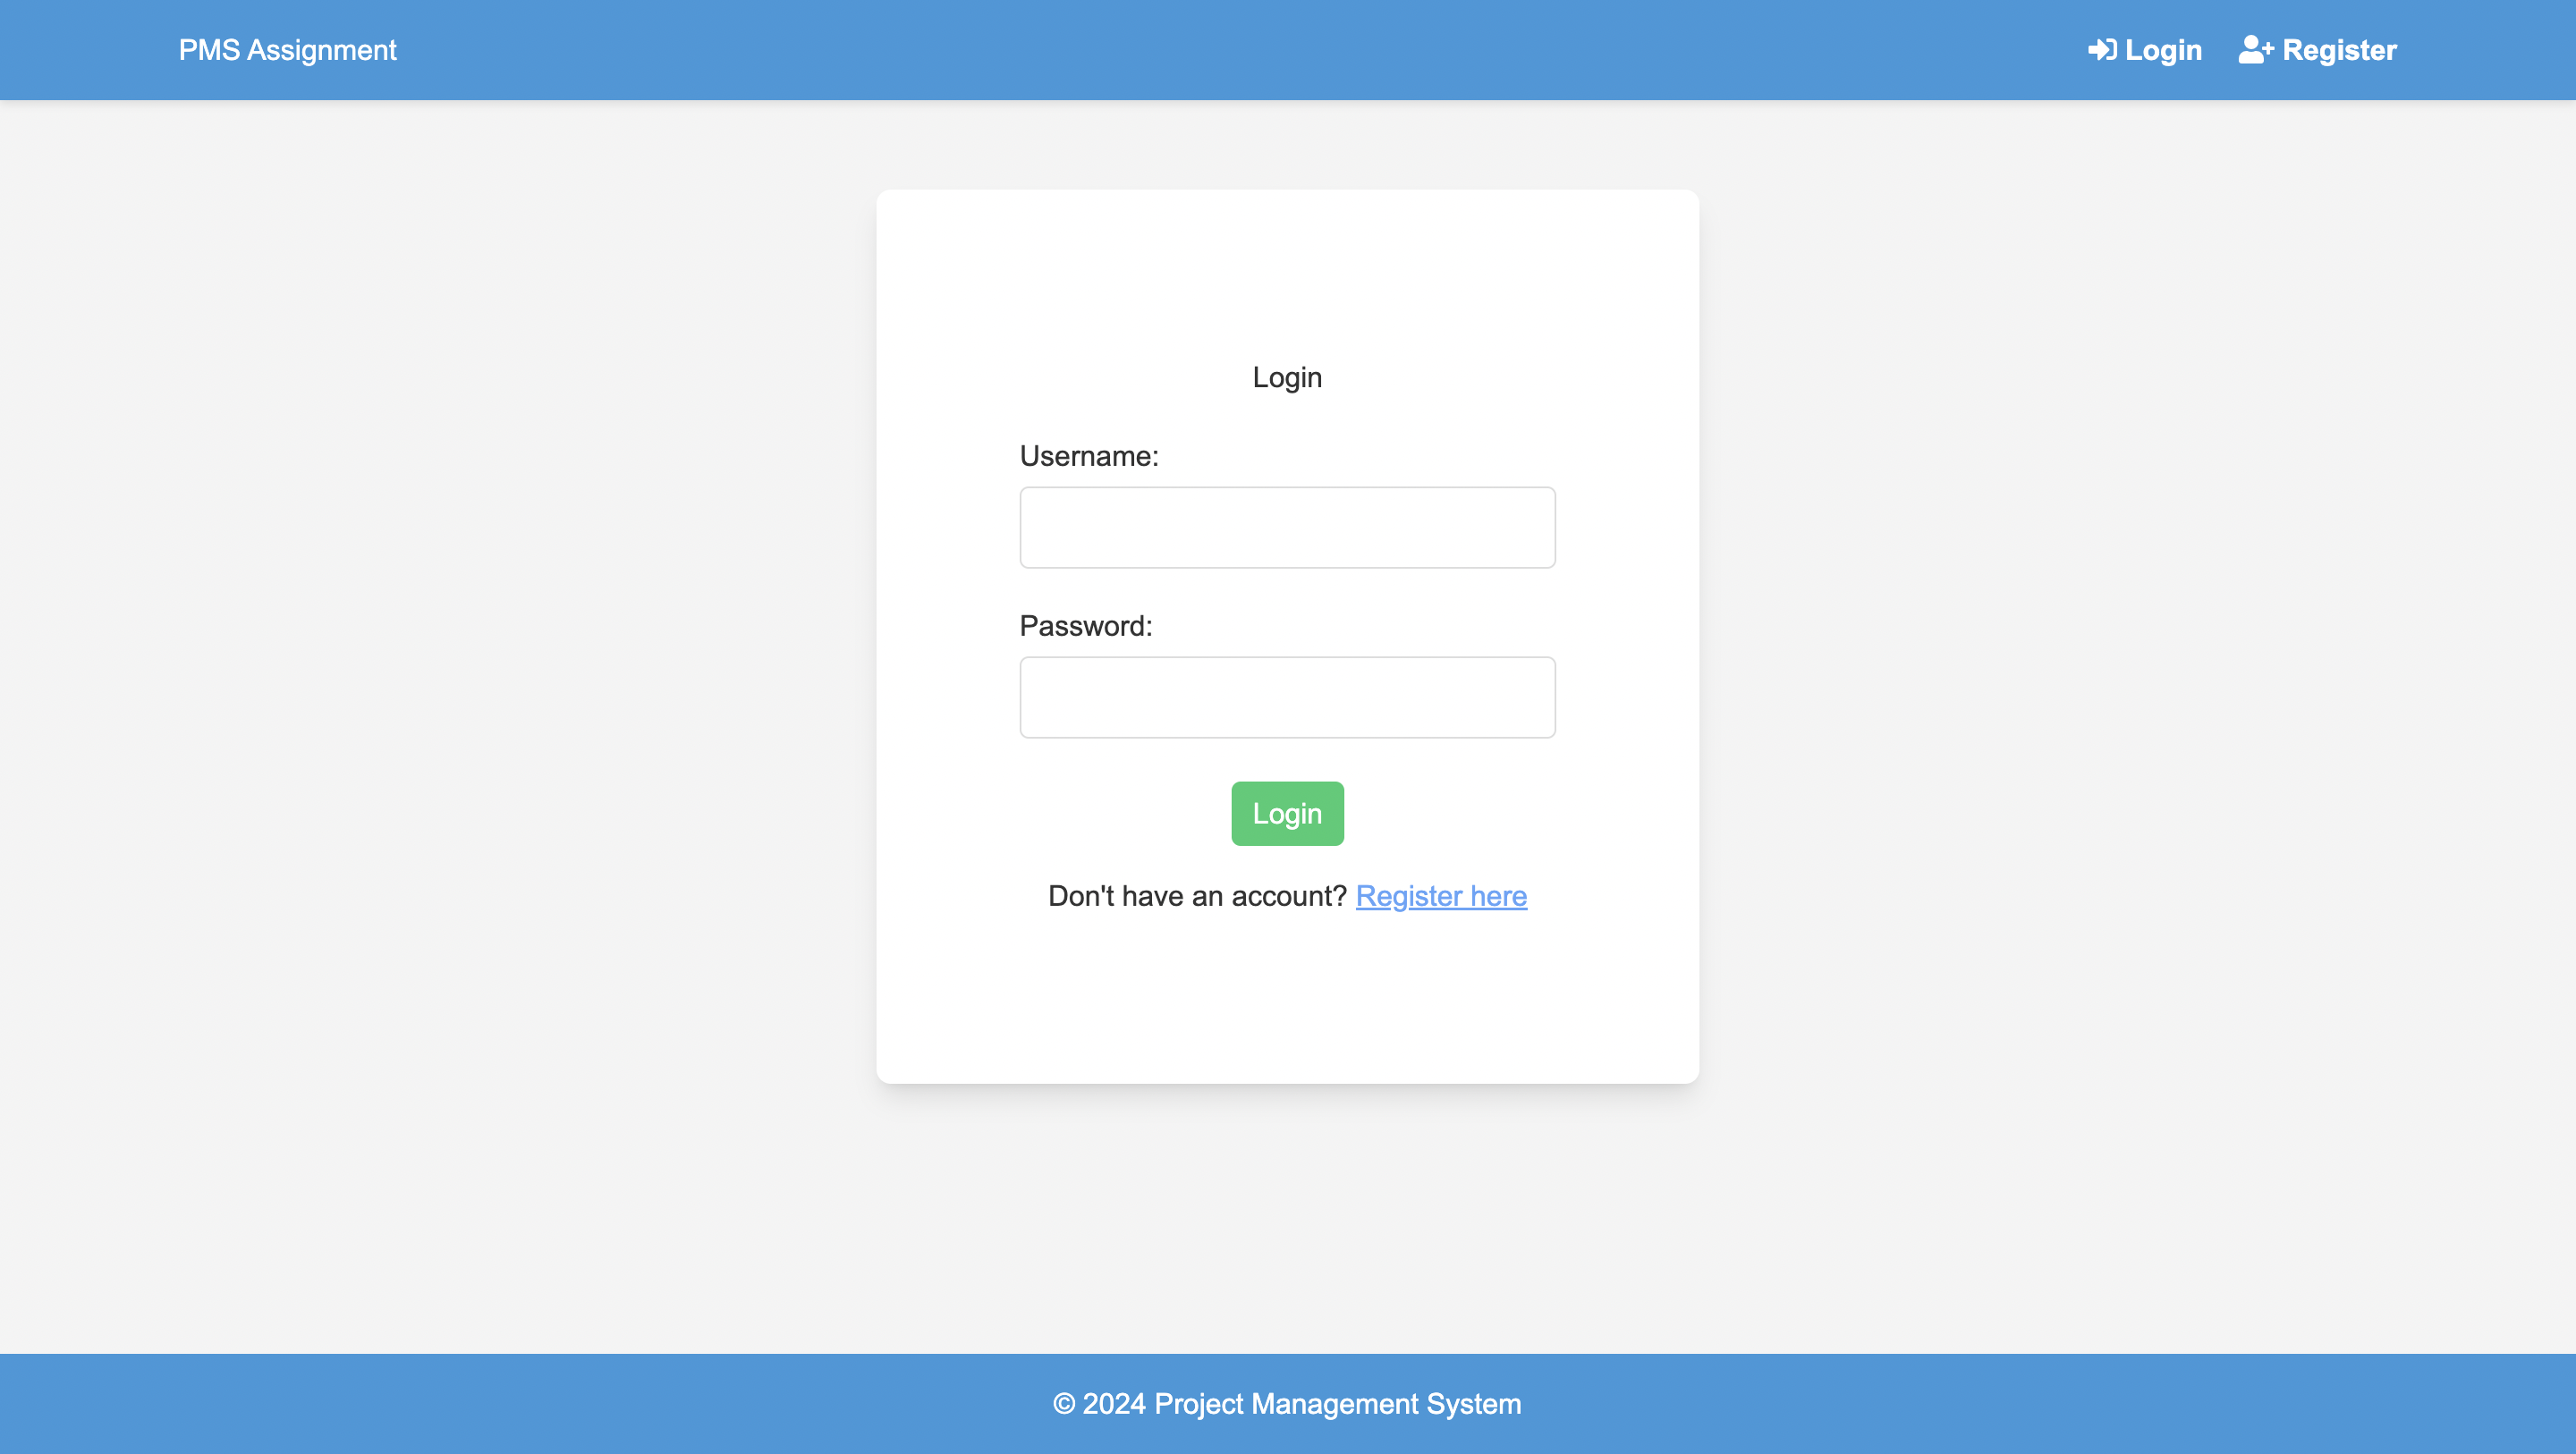 PMS Assignment
Login Register
Login
Username:
Password:
Login
Don't have an account? Register here
© 2024 Project Management System